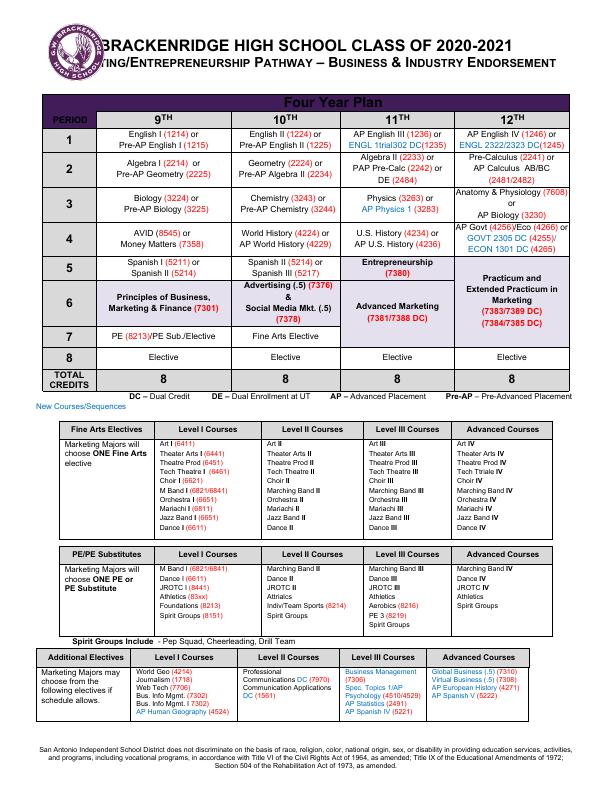 G.W. BRACKENRIDGE
HIGH SCHOOL
BRACKENRIDGE HIGH SCHOOL CLASS OF 2020-2021
TING/ENTREPRENEURSHIP PATHWAY – BUSINESS & INDUSTRY ENDORSEMENT
Four Year Plan
PERIOD 9TH 10TH 11TH 12TH
1
English I (1214) or
Pre-AP English I (1215)
English II (1224) or
Pre-AP English II (1225)
AP English III (1236) or
ENGL 1trial302 DC(1235)
AP English IV (1246) or
ENGL 2322/2323 DC(1245)
2
Algebra I (2214) or
Pre-AP Geometry (2225)
Geometry (2224) or
Pre-AP Algebra II (2234)
Algebra II (2233) or
PAP Pre-Calc (2242) or
DE (2484)
Pre-Calculus (2241) or
AP Calculus AB/BC
(2481/2482)
3
Biology (3224) or
Pre-AP Biology (3225)
Chemistry (3243) or
Pre-AP Chemistry (3244)
Physics (3263) or
AP Physics 1 (3283)
Anatomy & Physiology (7608)
or
AP Biology (3230)
4
AVID (8545) or
Money Matters (7358)
World History (4224) or
AP World History (4229)
U.S. History (4234) or
AP U.S. History (4236)
AP Govt (4256)/Eco (4266) or
GOVT 2305 DC (4255)/
ECON 1301 DC (4265)
5
Spanish I (5211) or
Spanish II (5214)
Spanish II (5214) or
Spanish III (5217)
Entrepreneurship
(7380)
Practicum and
Extended Practicum in
Marketing
(7383/7389 DC)
(7384/7385 DC)
6
Principles of Business,
Marketing & Finance (7301)
Advertising (.5) (7376)
&
Social Media Mkt. (.5)
(7378)
Advanced Marketing
(7381/7388 DC)
7
PE (8213)/PE Sub./Elective
Fine Arts Elective
8 Elective Elective Elective Elective
TOTAL
CREDITS
8 8 8 8
DC – Dual Credit DE – Dual Enrollment at UT AP – Advanced Placement Pre-AP – Pre-Advanced Placement
New Courses/Sequences
Fine Arts Electives Level I Courses Level II Courses Level III Courses Advanced Courses
Marketing Majors will
choose ONE Fine Arts
elective
Art I (6411)
Theater Arts I (6441)
Theatre Prod (6451)
Tech Theatre I (6461)
Choir I (6621)
M Band I (6821/6841)
Orchestra I (6651)
Mariachi I (6811)
Jazz Band I (6651)
Dance I (6611)
Art II
Theater Arts II
Theatre Prod II
Tech Theatre II
Choir II
Marching Band II
Orchestra II
Mariachi II
Jazz Band II
Dance II
Art III
Theater Arts III
Theatre Prod III
Tech Theatre III
Choir III
Marching Band III
Orchestra III
Mariachi III
Jazz Band III
Dance III
Art IV
Theater Arts IV
Theatre Prod IV
Tech Ttriale IV
Choir IV
Marching Band IV
Orchestra IV
Mariachi IV
Jazz Band IV
Dance IV
PE/PE Substitutes Level I Courses Level II Courses Level III Courses Advanced Courses
Marketing Majors will
choose ONE PE or
PE Substitute
M Band I (6821/6841)
Dance I (6611)
JROTC I (8441)
Athletics (83xx)
Foundations (8213)
Spirit Groups (8151)
Marching Band II
Dance II
JROTC II
Attrialcs
Indiv/Team Sports (8214)
Spirit Groups
Marching Band III
Dance III
JROTC III
Athletics
Aerobics (8216)
PE 3 (8219)
Spirit Groups
Marching Band IV
Dance IV
JROTC IV
Athletics
Spirit Groups
Spirit Groups Include - Pep Squad, Cheerleading, Drill Team
Additional Electives Level I Courses Level II Courses Level III Courses Advanced Courses
Marketing Majors may
choose from the
following electives if
schedule allows.
World Geo (4214)
Journalism (1718)
Web Tech (7706)
Bus. Info Mgmt. (7302)
Bus. Info Mgmt. I (7302)
AP Human Geography (4524)
Professional
Communications DC (7970)
Communication Applications
DC (1561)
Business Management
(7306)
Spec. Topics 1/AP
Psychology (4510/4529)
AP Statistics (2491)
AP Spanish IV (5221)
Global Business (.5) (7310)
Virtual Business (.5) (7308)
AP European History (4271)
AP Spanish V (5222)
San Antonio Independent School District does not discriminate on the basis of race, religion, color, national origin, sex, or disability in providing education services, activities,
and programs, including vocational programs, in accordance with Title VI of the Civil Rights Act of 1964, as amended; Title IX of the Educational Amendments of 1972;
Section 504 of the Rehabilitation Act of 1973, as amended.